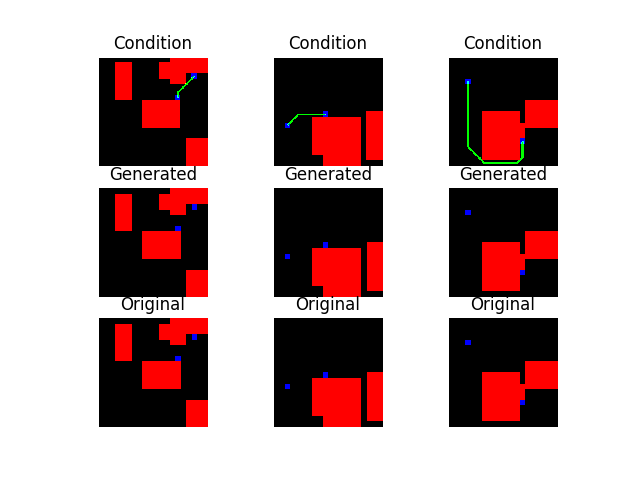 Condition Condition Condition
Generated Generated Generated
Original Original Original